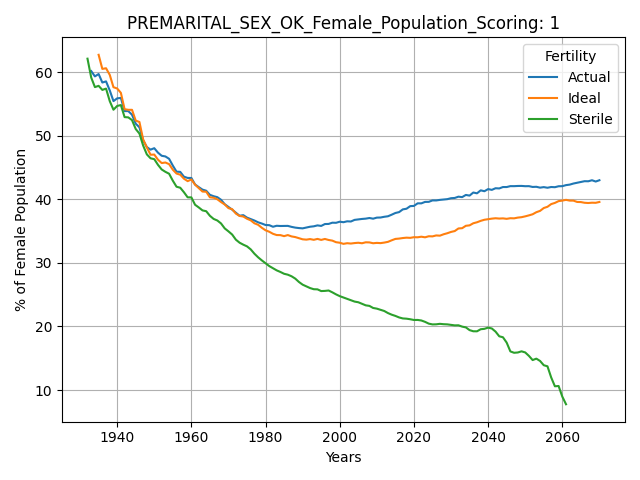 PREMARITAL_SEX_OK_Female_Population_Scoring: 1
Fertility
Actual
Ideal
Sterile
% of Female Population
60
50
40
30
20
10
1940 1960 1980 2000 2020 2040 2060
Years